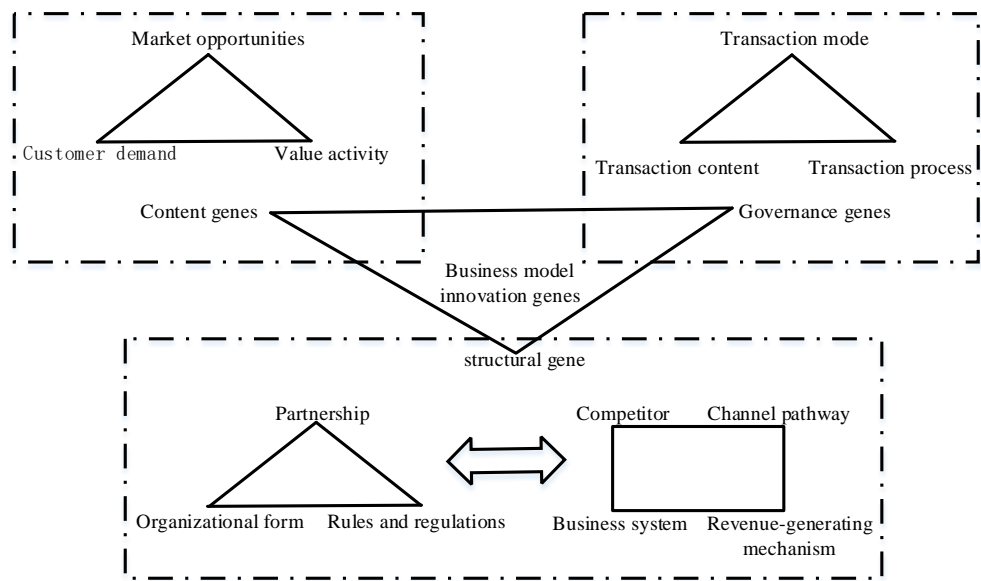 Market opportunities
Customer demand
Value activity
Content genes
Transaction mode
Transaction content
Transaction process
Governance genes
Business model
innovation genes
structural gene
Partnership
Organizational form
Rules and regulations
Competitor
Channel pathway
Business system
Revenue-generating
mechanism